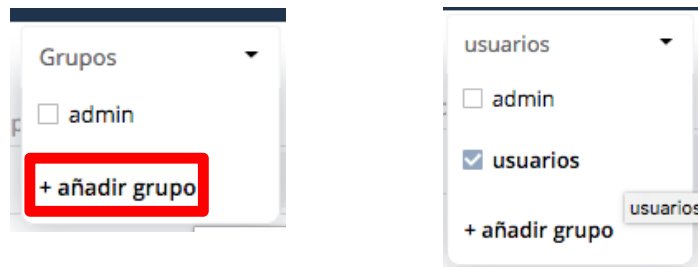 Grupos
admin
+ añadir grupo
usuarios
admin
usuarios
usuarios
+ añadir grupo